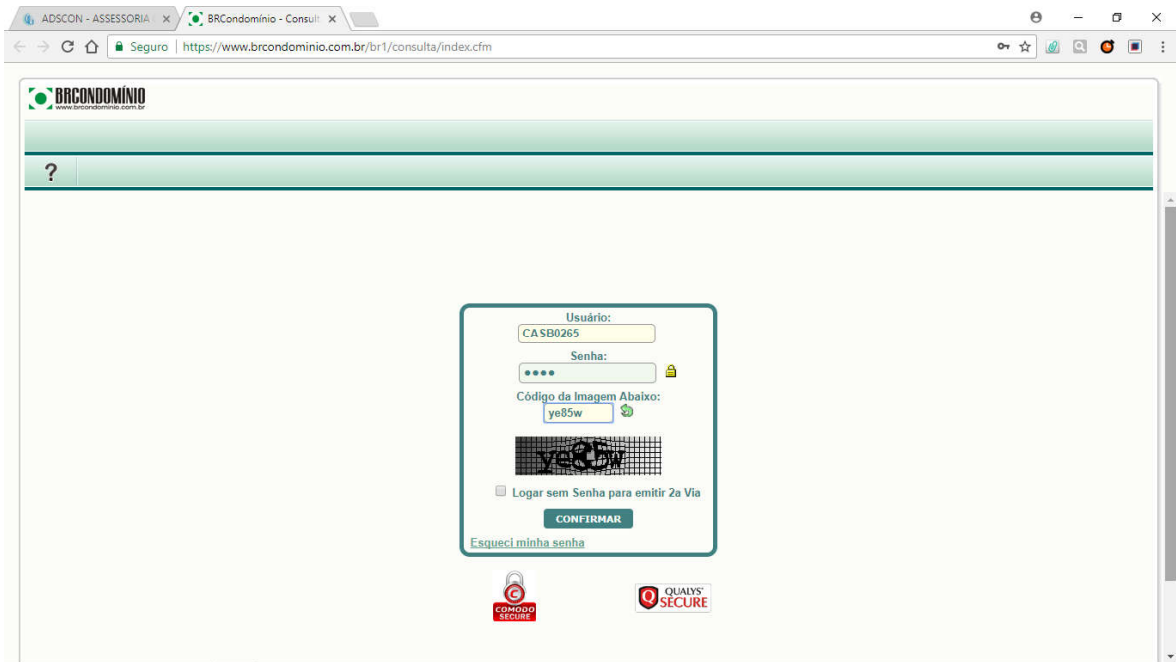 ADSCON - ASSESSORIA
BRCondomínio - Consult
Seguro | https://www.brcondominio.com.br/br1/consulta/index.cfm
BRCONDOMÍNIO
www.brcondominio.com.br
?
Usuário:
CASB0265
Senha:
Código da Imagem Abaixo:
ye85w
ye85w
Logar sem Senha para emitir 2a Via
CONFIRMAR
Esqueci minha senha
C
COMODO
SECURE
Q QUALYS'
SECURE